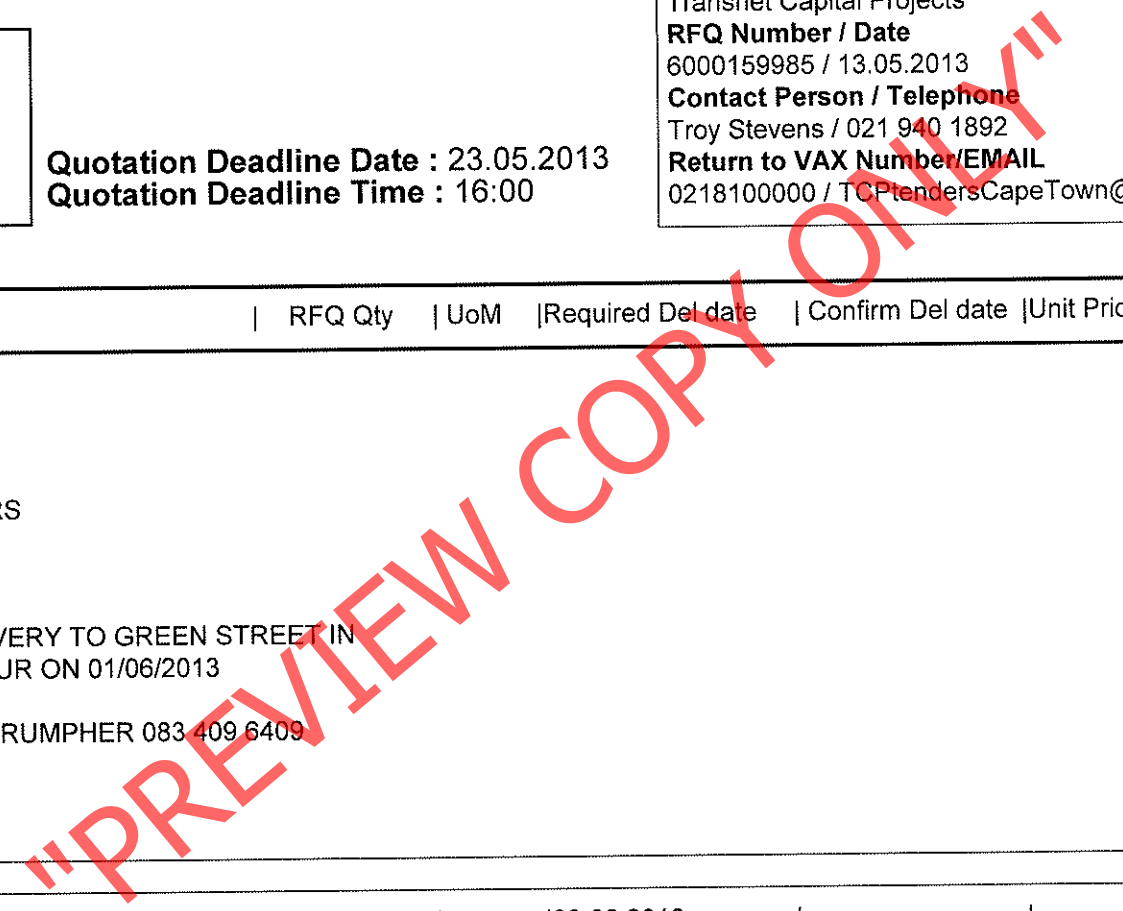 Transnet Capital Projects
RFQ Number / Date
6000159985 / 13.05.2013
Contact Person / Telephone
Troy Stevens / 021 940 1892
Return to VAX Number/EMAIL
0218100000 / TCPtendersCapeTown@
Quotation Deadline Date : 23.05.2013
Quotation Deadline Time : 16:00
| RFQ Qty | UoM |Required Del date | Confirm Del date |Unit Pric
RS
VERY TO GREEN STREET IN
UR ON 01/06/2013
RUMPHER 083 409 6409
"PREVIEW COPY ONLY"